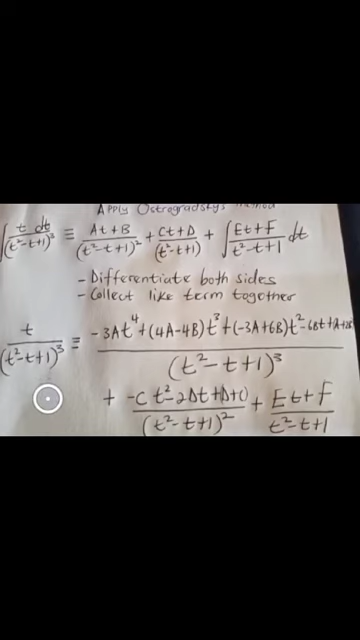 Apply Ostrogradsky's method
∫ t dt/(t²-t+1)³ ≡ At+B/(t²-t+1)² + Ct+D/(t²-t+1) + ∫ Et+F/t²-t+1 dt
- Differentiate both sides
- Collect like term together
t/(t²-t+1)³ ≡ -3At⁴+(4A-4B)t³+(-3A+6B)t²-6Bt+A+2B/(t²-t+1)³
+ -Ct²-2Dt+D+C/(t²-t+1)² + Et+F/t²-t+1